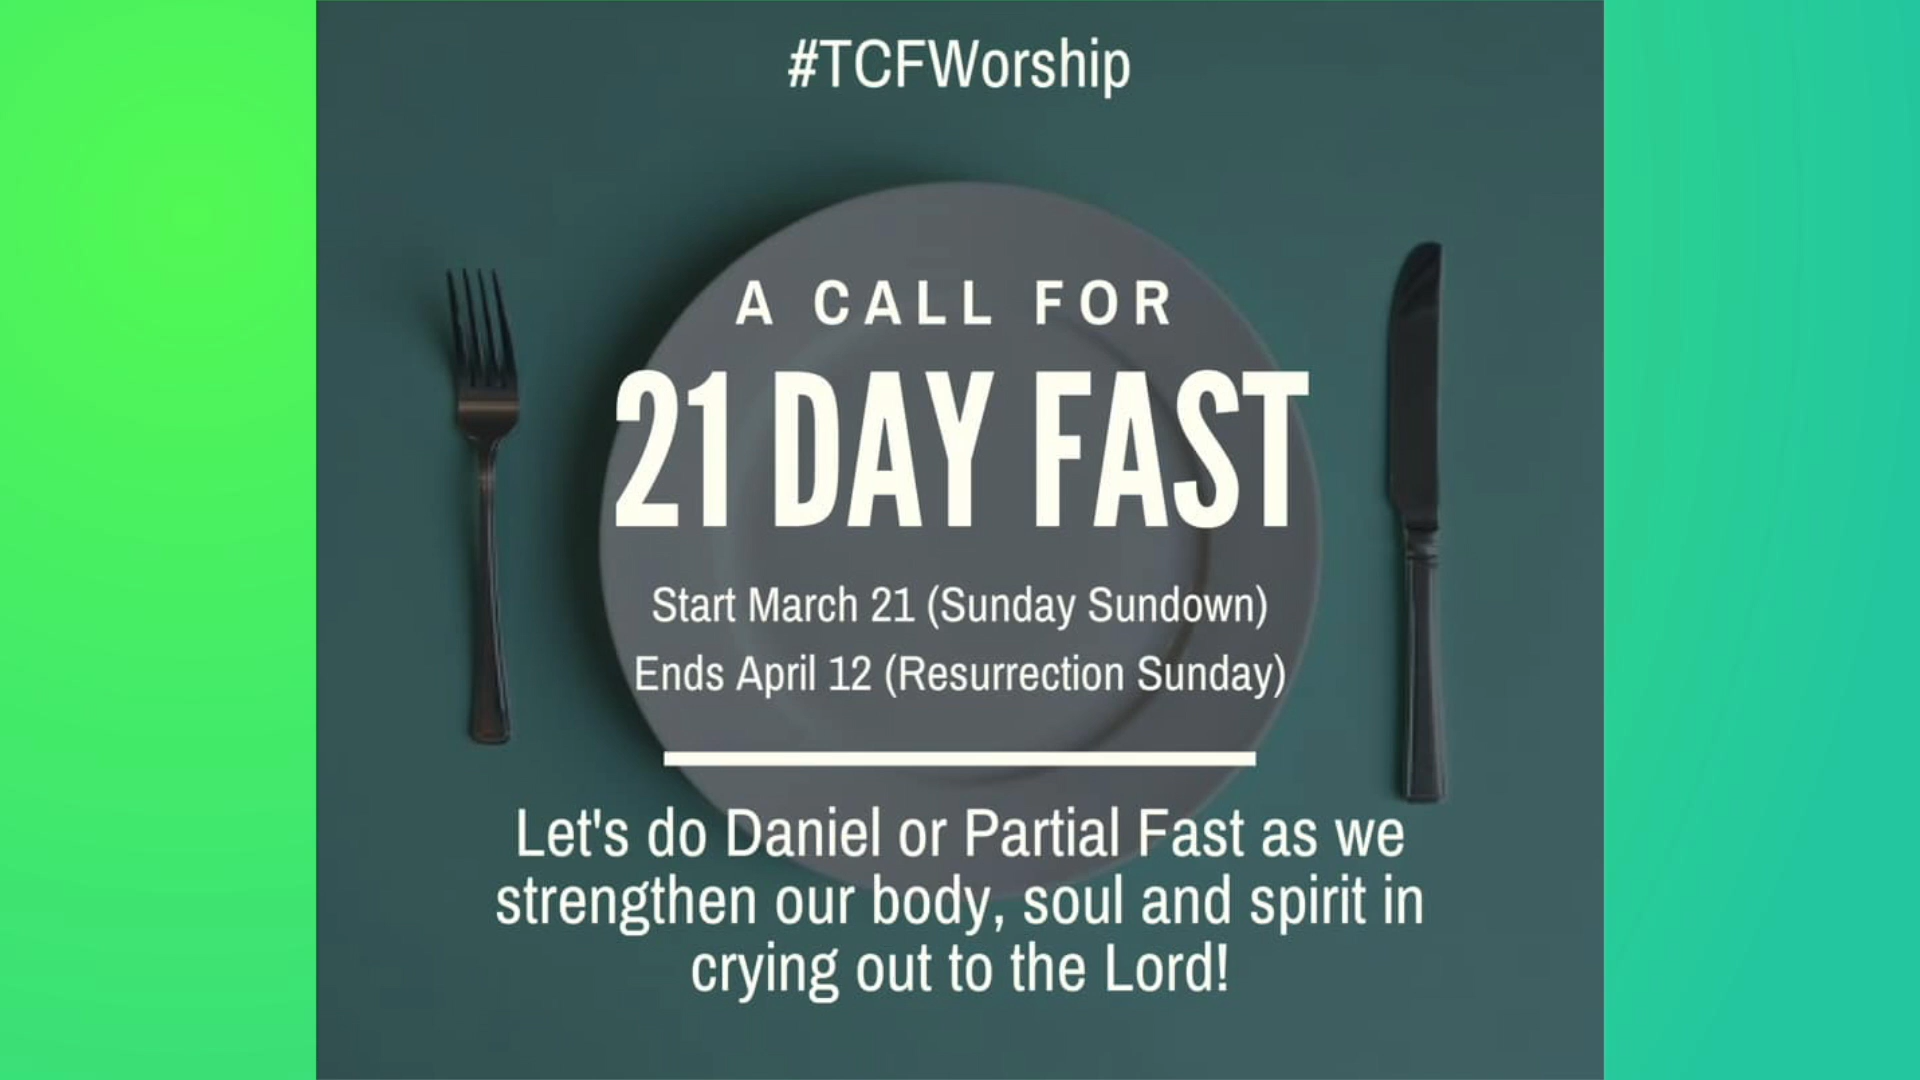 #TCFWorship
A CALL FOR
21 DAY FAST
Start March 21 (Sunday Sundown)
Ends April 12 (Resurrection Sunday)
Let's do Daniel or Partial Fast as we
strengthen our body, soul and spirit in
crying out to the Lord!